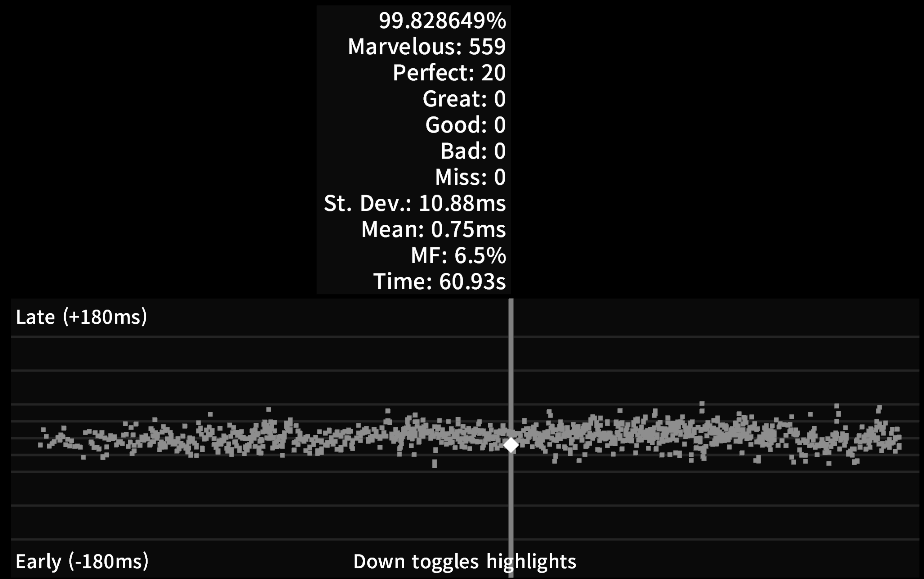 99.828649%
Marvelous: 559
Perfect: 20
Great: 0
Good: 0
Bad: 0
Miss: 0
St. Dev.: 10.88ms
Mean: 0.75ms
MF: 6.5%
Time: 60.93s
Late (+180ms)
Early (-180ms)
Down toggles highlights